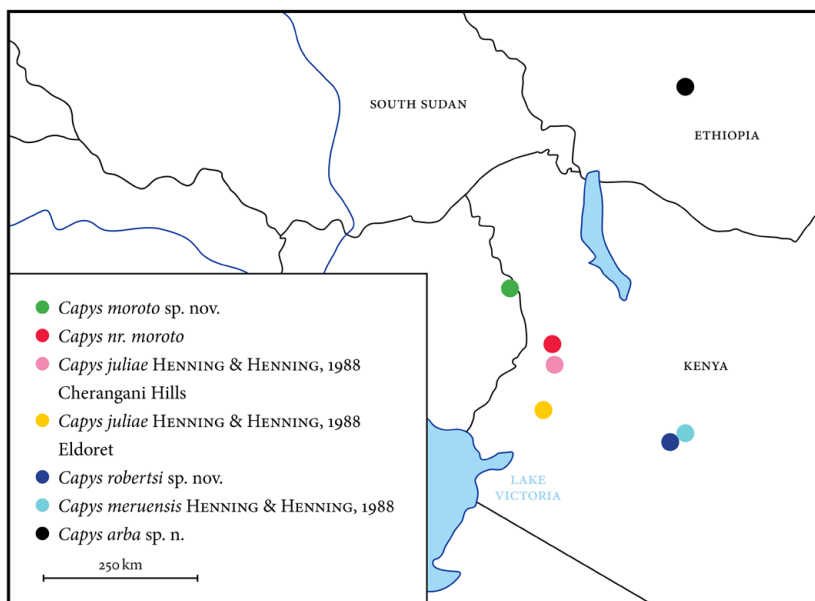 SOUTH SUDAN
ETHIOPIA
KENYA
LAKE
VICTORIA
Capys moroto sp. nov.
Capys nr. moroto
Capys juliae Henning & Henning, 1988
Cherangani Hills
Capys juliae Henning & Henning, 1988
Eldoret
Capys robertsi sp. nov.
Capys meruensis Henning & Henning, 1988
Capys arba sp. n.
250 km